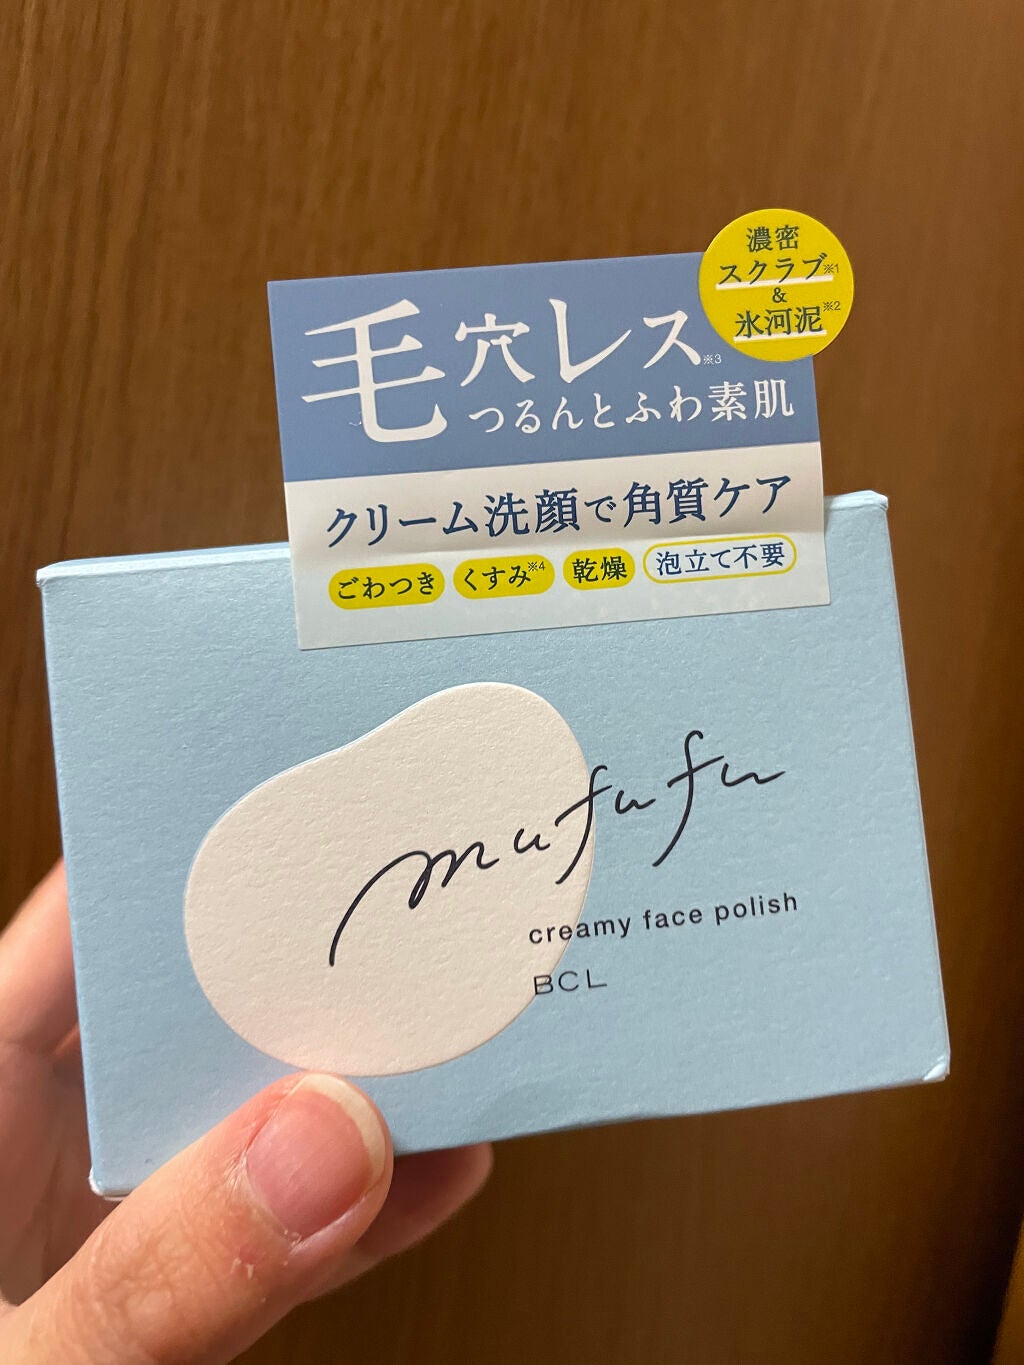 濃密
スクラブ※1
&
氷河泥※2
毛穴レス※3
つるんとふわ素肌
クリーム洗顔で角質ケア
ごわつき くすみ※4 乾燥 泡立て不要
mufufu
creamy face polish
BCL